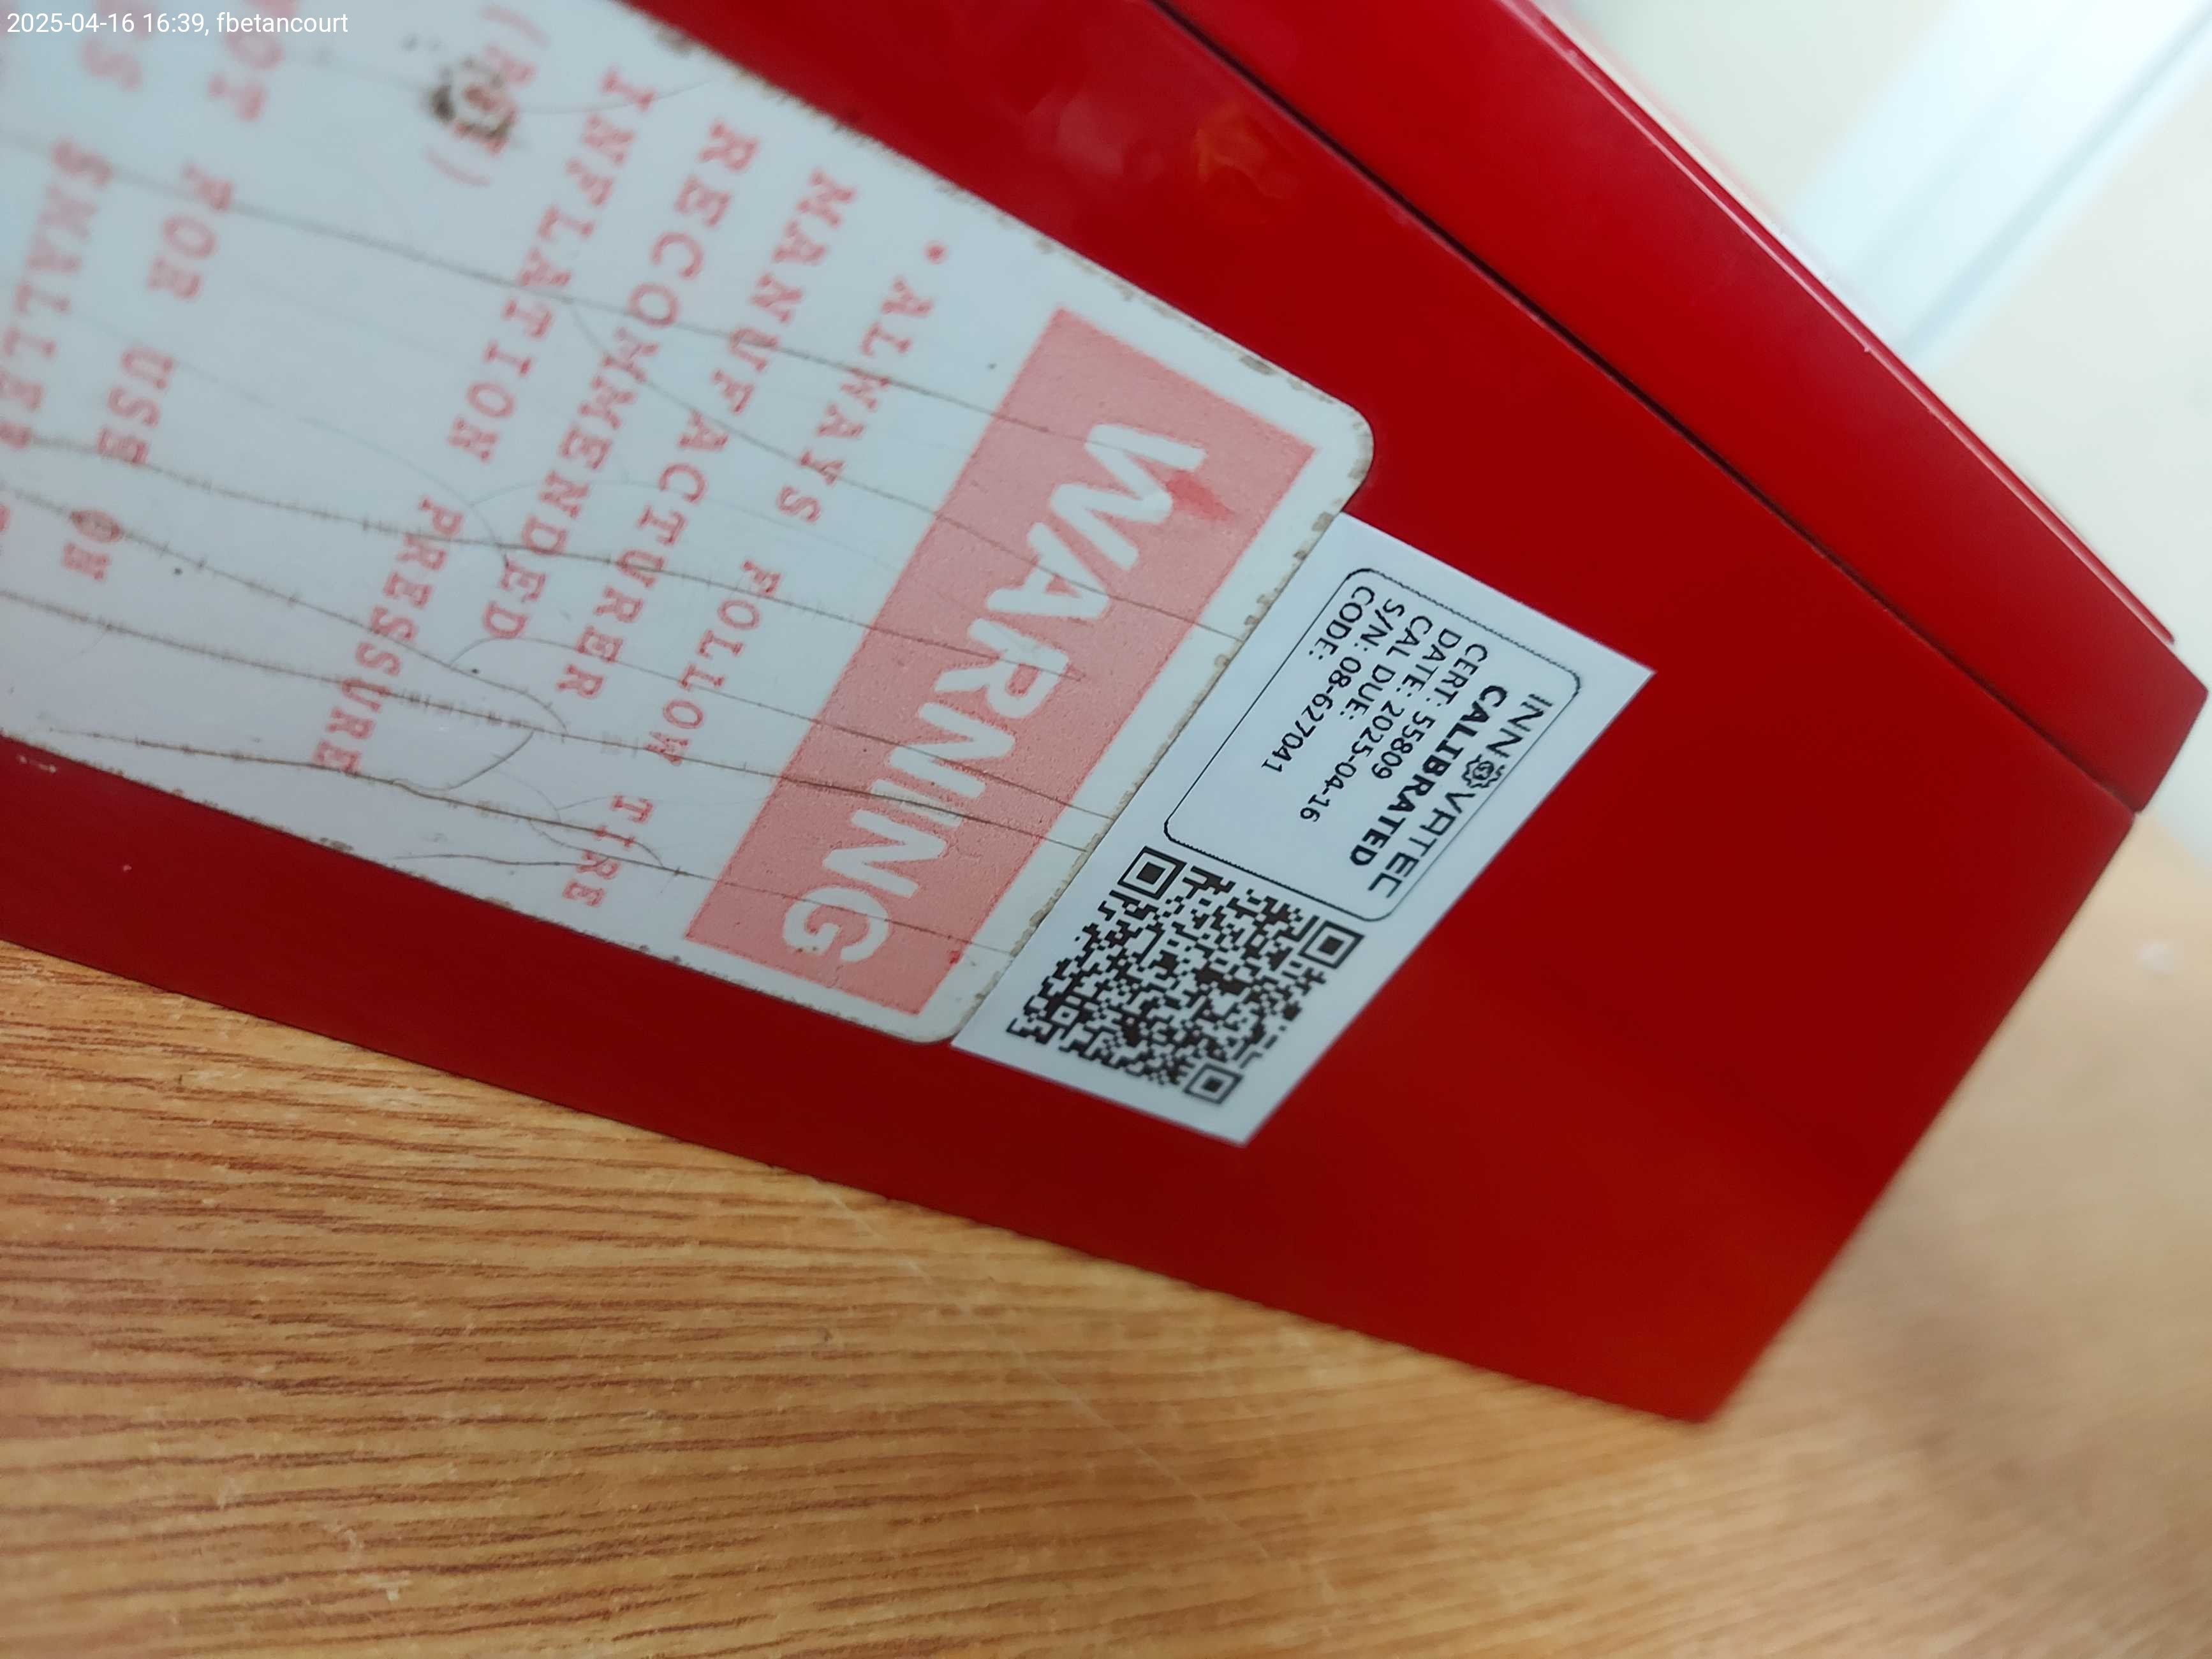 2025-04-16 16:39, fbetancourt
WARNING
• ALWAYS FOLLOW TIRE
MANUFACTURER
RECOMMENDED
INFLATION PRESSURE
NOT FOR USE ON
INNOVATEC
CALIBRATED
CERT: 55809
DATE: 2025-04-16
CAL DUE:
S/N: 08-627041
CODE: